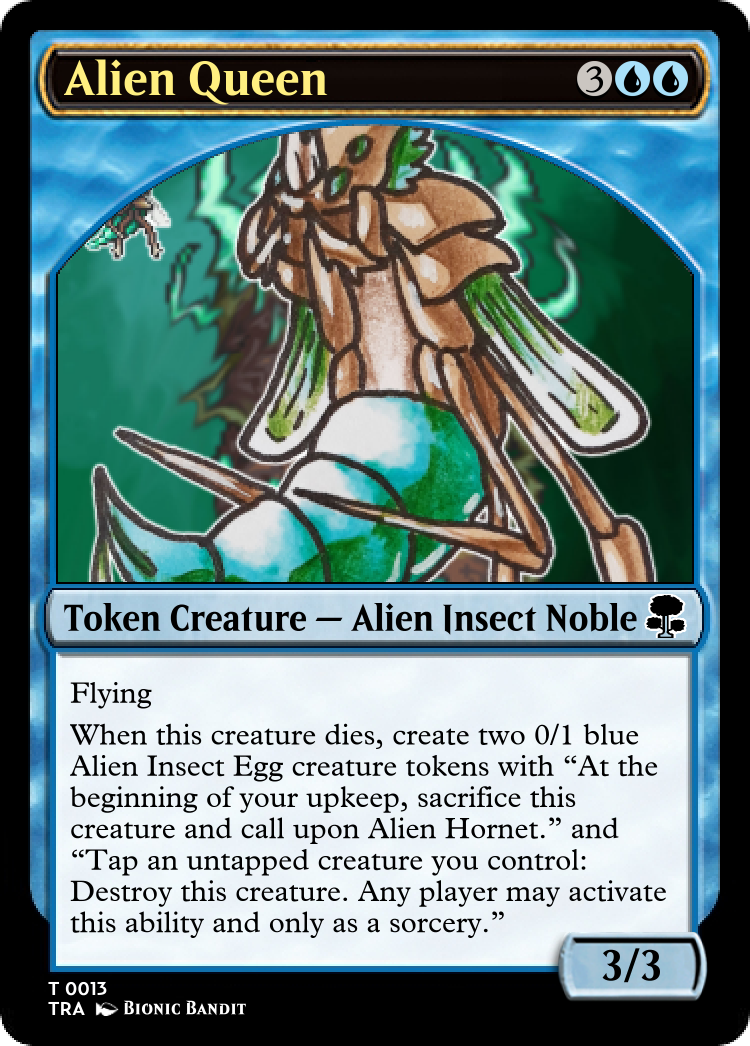 Alien Queen 3
Token Creature — Alien Insect Noble
Flying
When this creature dies, create two 0/1 blue
Alien Insect Egg creature tokens with “At the
beginning of your upkeep, sacrifice this
creature and call upon Alien Hornet.” and
“Tap an untapped creature you control:
Destroy this creature. Any player may activate
this ability and only as a sorcery.”
3/3
T 0013
TRA Bionic Bandit